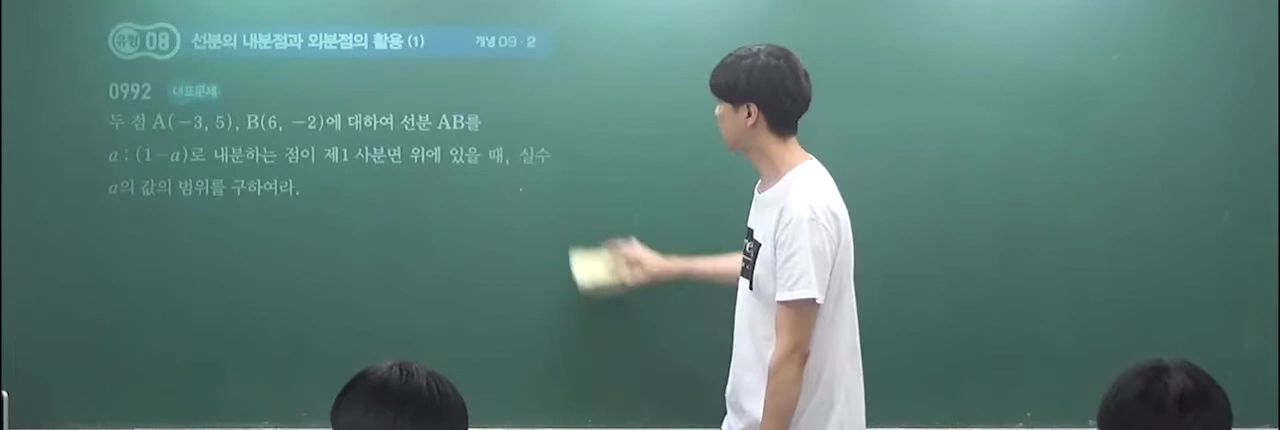 유형 08 선분의 내분점과 외분점의 활용 (1) 개념 09 - 2
0992 대표문제
두 점 A(-3, 5), B(6, -2)에 대하여 선분 AB를
a : (1-a)로 내분하는 점이 제1사분면 위에 있을 때, 실수
a의 값의 범위를 구하여라.